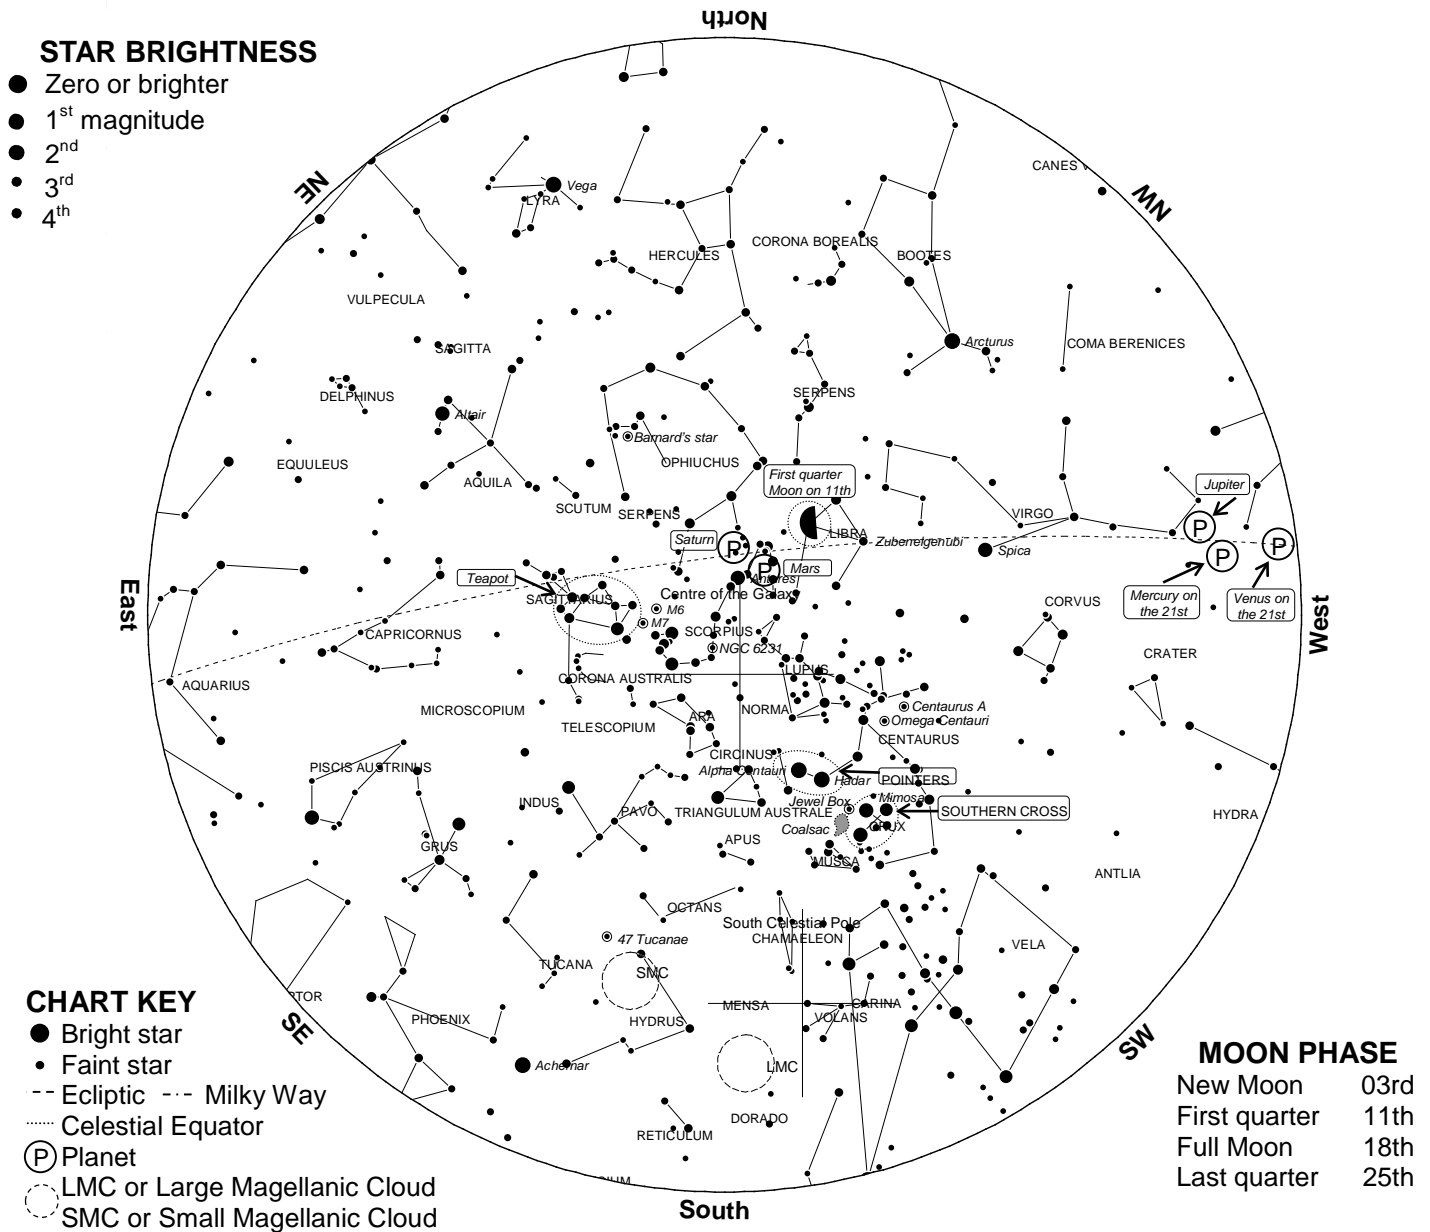 North
STAR BRIGHTNESS
Zero or brighter
1st magnitude
2nd
3rd
4th
NE
NW
CANES V
Vega
LYRA
HERCULES
CORONA BOREALIS
BOOTES
VULPECULA
SAGITTA
Arcturus
COMA BERENICES
DELPHINUS
Altair
SERPENS
Barnard's star
EQUULEUS
AQUILA
OPHIUCHUS
First quarter
Moon on 11th
Jupiter
SCUTUM
SERPENS
VIRGO
Saturn
P
LIBRA
Zubenelgenubi
Spica
P
P
P
P
Mars
Teapot
Antares
Centre of the Galaxy
East
SAGITTARIUS
M6
M7
SCORPIUS
NGC 6231
CORVUS
Mercury on
the 21st
Venus on
the 21st
West
CAPRICORNUS
CRATER
LUPUS
AQUARIUS
CORONA AUSTRALIS
MICROSCOPIUM
TELESCOPIUM
ARA
NORMA
Centaurus A
Omega Centauri
CENTAURUS
CIRCINUS
PISCIS AUSTRINUS
Alpha Centauri
Hadar
POINTERS
INDUS
PAVO
TRIANGULUM AUSTRALE
Jewel Box
Mimosa
SOUTHERN CROSS
HYDRA
Coalsac
CRUX
GRUS
APUS
MUSCA
ANTLIA
OCTANS
South Celestial Pole
CHAMAELEON
VELA
47 Tucanae
TUCANA
SMC
PTOR
MENSA
CARINA
VOLANS
PHOENIX
HYDRUS
SE
SW
Achernar
LMC
DORADO
RETICULUM
South
CHART KEY
Bright star
Faint star
Ecliptic
Milky Way
Celestial Equator
P Planet
LMC or Large Magellanic Cloud
SMC or Small Magellanic Cloud
MOON PHASE
New Moon 03rd
First quarter 11th
Full Moon 18th
Last quarter 25th